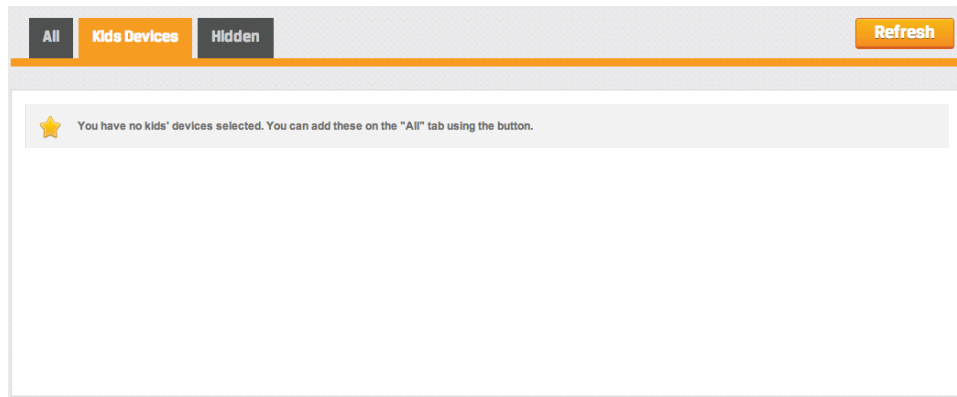 All Kids Devices Hidden Refresh
You have no kids' devices selected. You can add these on the "All" tab using the button.